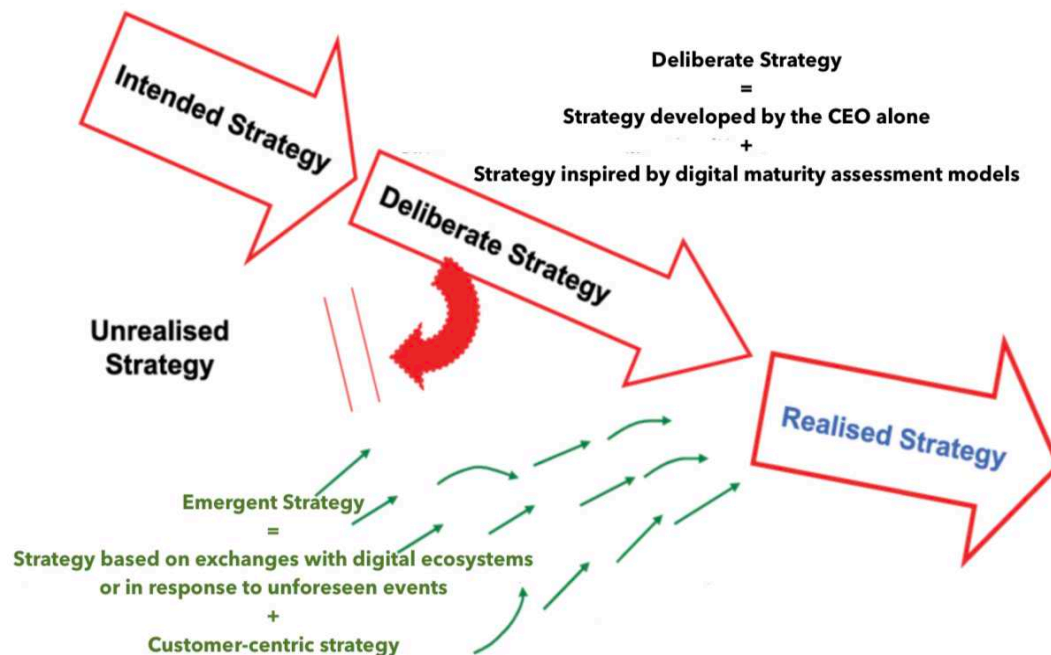 Intended Strategy
Deliberate Strategy
=
Strategy developed by the CEO alone
+
Strategy inspired by digital maturity assessment models
Deliberate Strategy
Unrealised
Strategy
Realised Strategy
Emergent Strategy
=
Strategy based on exchanges with digital ecosystems
or in response to unforeseen events
+
Customer-centric strategy